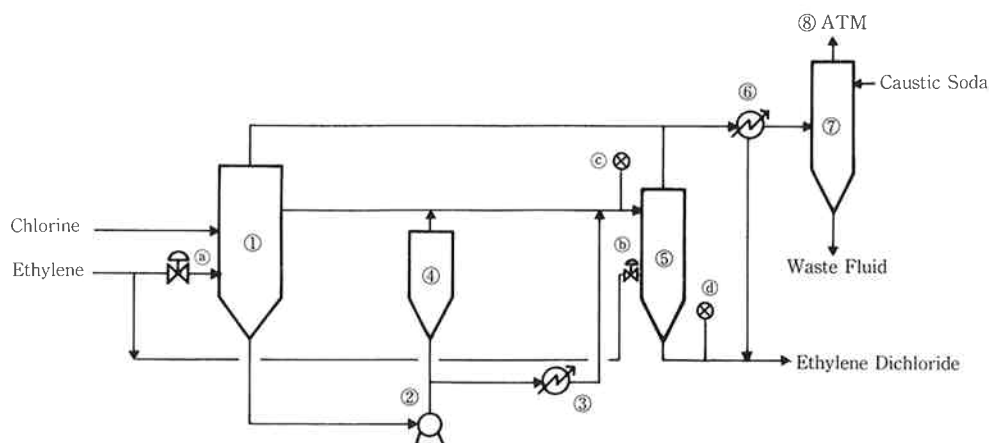 ⑧ ATM
Caustic Soda
⑥
⑦
ⓒ
Chlorine
①
ⓐ
Ethylene
④
ⓑ
⑤
Waste Fluid
ⓓ
Ethylene Dichloride
②
③